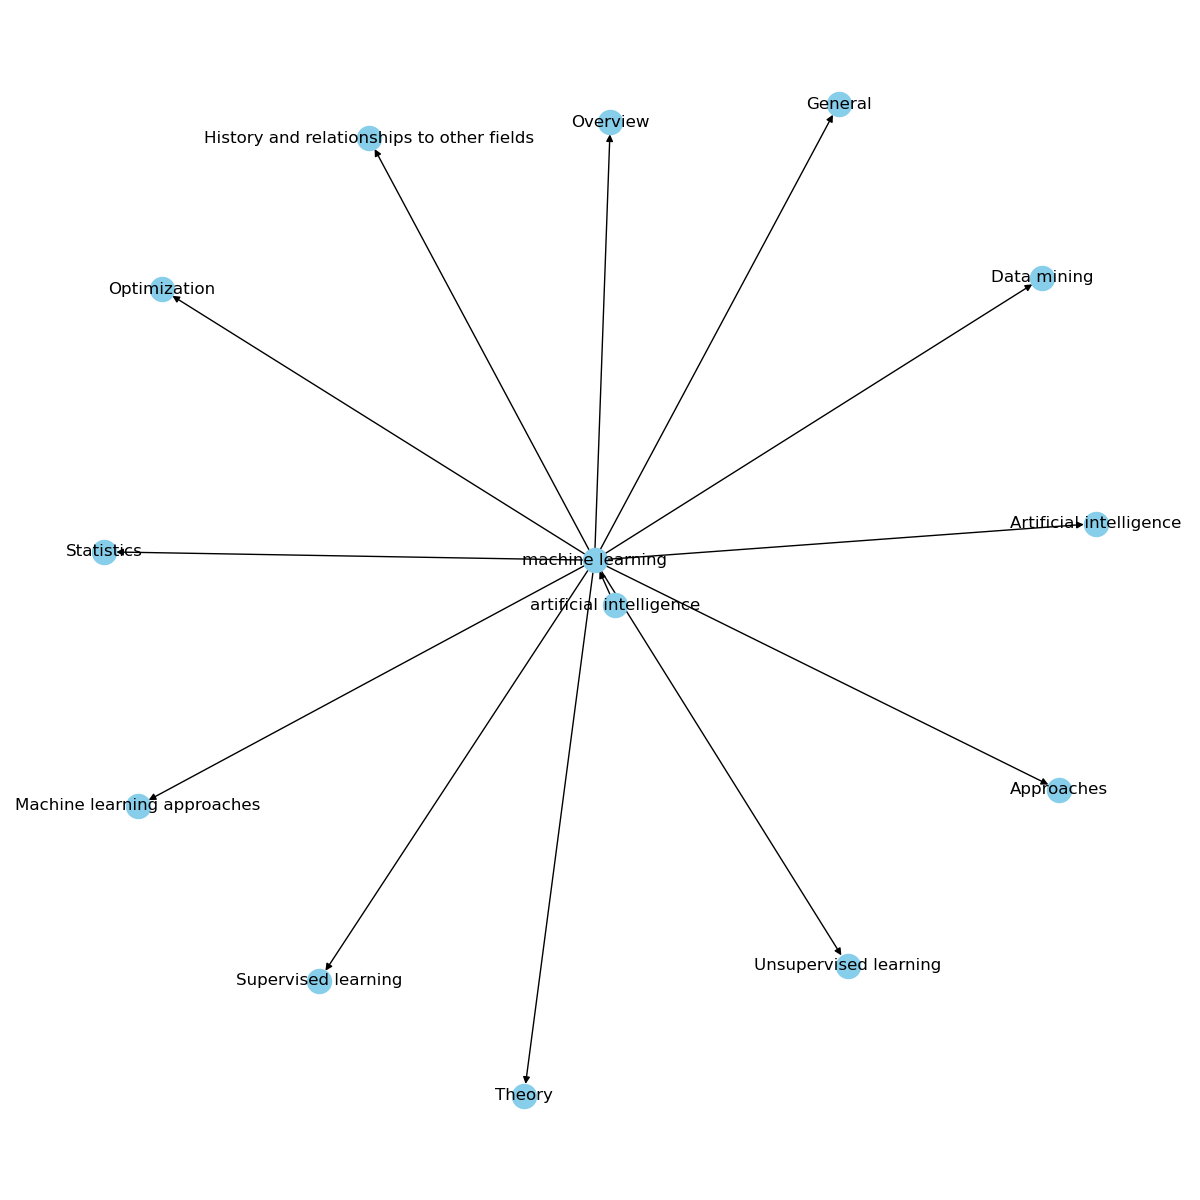 General
Overview
History and relationships to other fields
Data mining
Optimization
Artificial intelligence
Statistics
machine learning
artificial intelligence
Approaches
Machine learning approaches
Unsupervised learning
Supervised learning
Theory